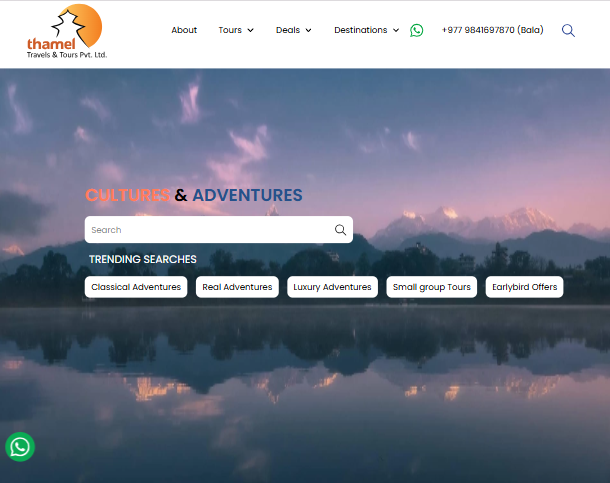 thamel
Travels & Tours Pvt. Ltd.
About
Tours
Deals
Destinations
+977 9841697870 (Bala)
CULTURES & ADVENTURES
Search
TRENDING SEARCHES
Classical Adventures
Real Adventures
Luxury Adventures
Small group Tours
Earlybird Offers